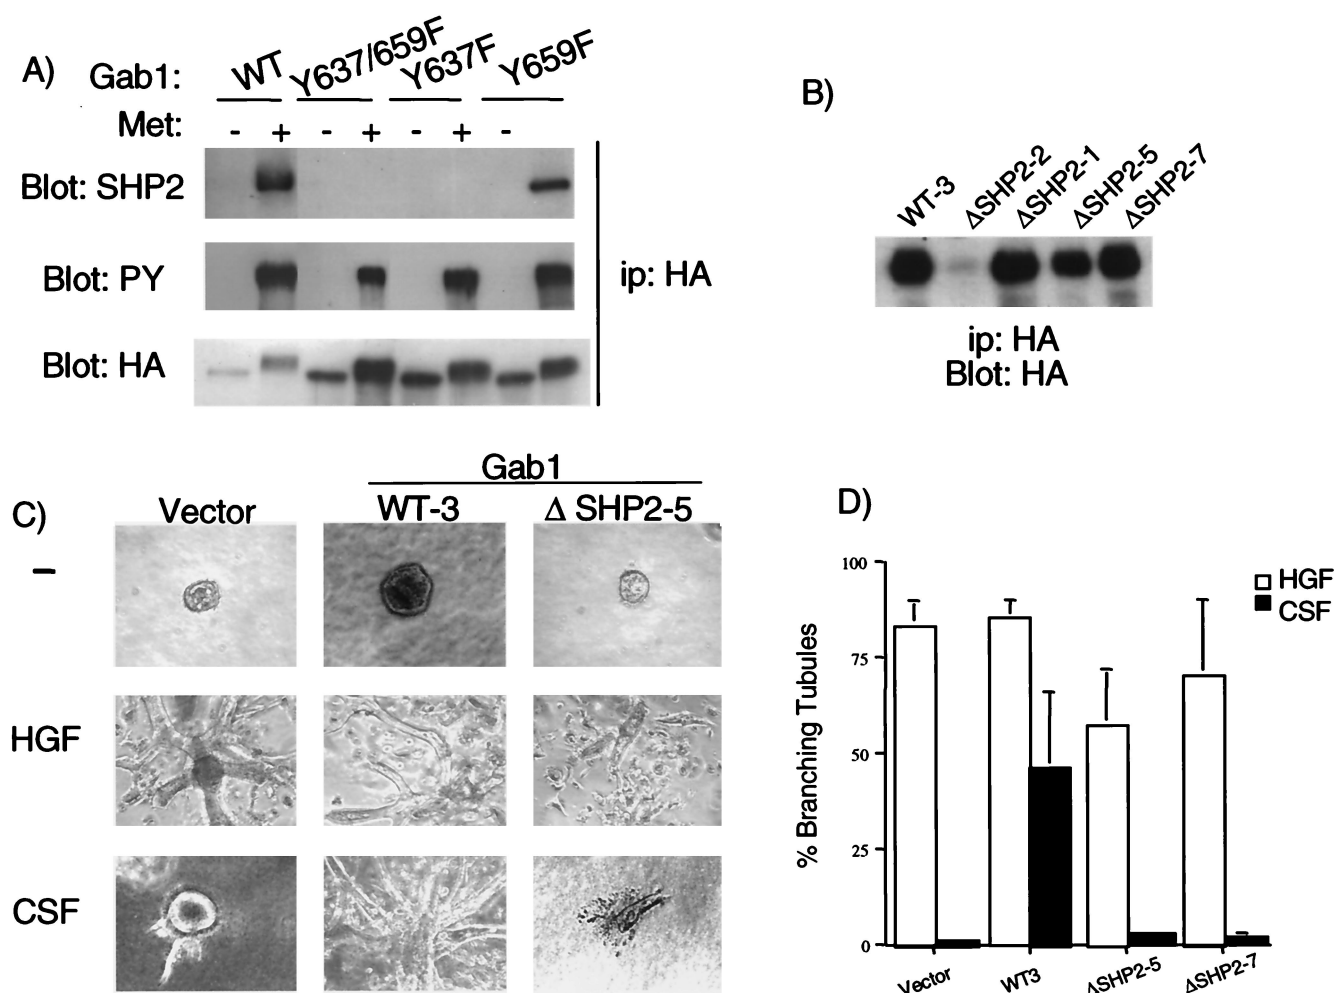 A)
Gab1: WT Y637/659F Y637F Y659F
Met: - + - + - + -
Blot: SHP2
Blot: PY
Blot: HA
ip: HA
B)
WT-3 ΔSHP2-2 ΔSHP2-1 ΔSHP2-5 ΔSHP2-7
ip: HA
Blot: HA
C)
Gab1
Vector WT-3 Δ SHP2-5
–
HGF
CSF
D)
HGF
CSF
% Branching Tubules
100
75
50
25
0
Vector WT3 ΔSHP2-5 ΔSHP2-7